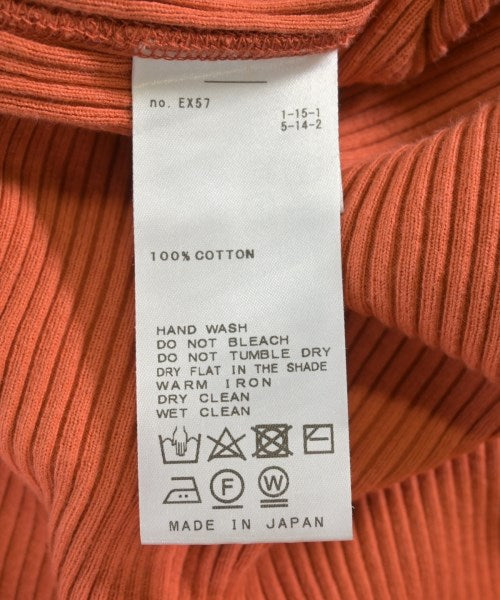 no. EX57
1-15-1
5-14-2
100% COTTON
HAND WASH
DO NOT BLEACH
DO NOT TUMBLE DRY
DRY FLAT IN THE SHADE
WARM IRON
DRY CLEAN
WET CLEAN
F W
MADE IN JAPAN